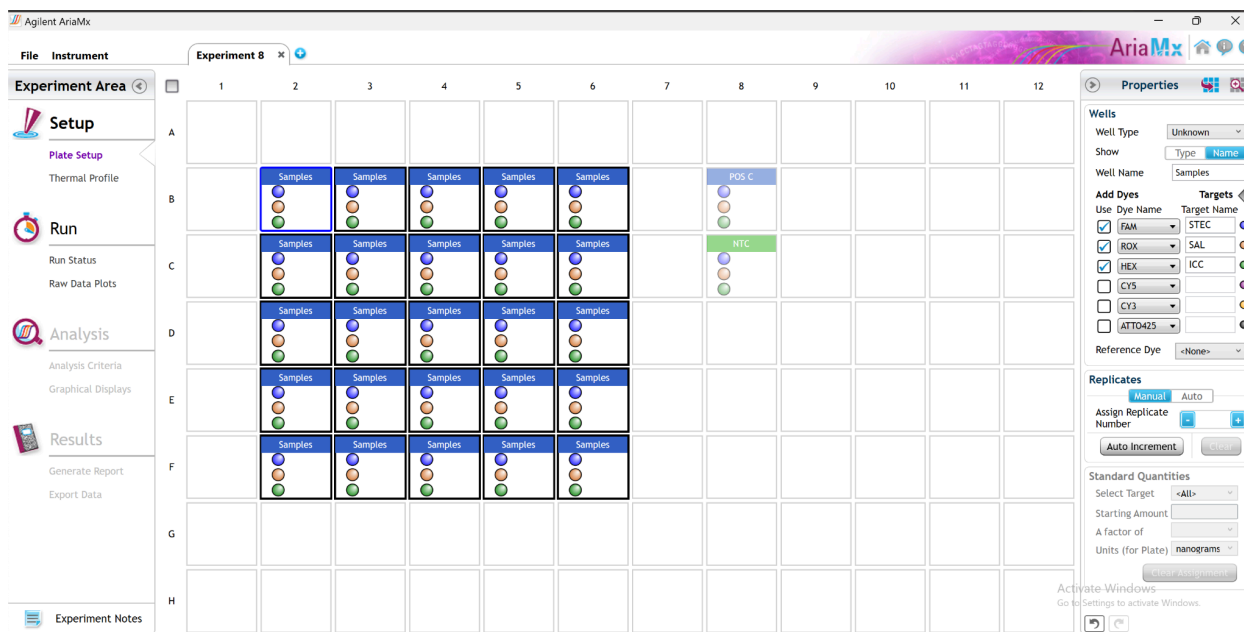 Agilent AriaMx
File Instrument
Experiment 8
AriaMx
Experiment Area
Setup
Plate Setup
Thermal Profile
Run
Run Status
Raw Data Plots
Analysis
Analysis Criteria
Graphical Displays
Results
Generate Report
Export Data
Experiment Notes
1 2 3 4 5 6 7 8 9 10 11 12
A
Samples Samples Samples Samples Samples POS C
B
Samples Samples Samples Samples Samples NTC
C
Samples Samples Samples Samples Samples
D
Samples Samples Samples Samples Samples
E
Samples Samples Samples Samples Samples
F
G
H
Properties
Wells
Well Type Unknown
Show Type Name
Well Name Samples
Add Dyes Targets
Use Dye Name Target Name
FAM STEC
ROX SAL
HEX ICC
CY5
CY3
ATTO425
Reference Dye <None>
Replicates
Manual Auto
Assign Replicate
Number - +
Auto Increment Clear
Standard Quantities
Select Target <All>
Starting Amount
A factor of
Units (for Plate) nanograms
Clear Assignment
Activate Windows
Go to Settings to activate Windows.